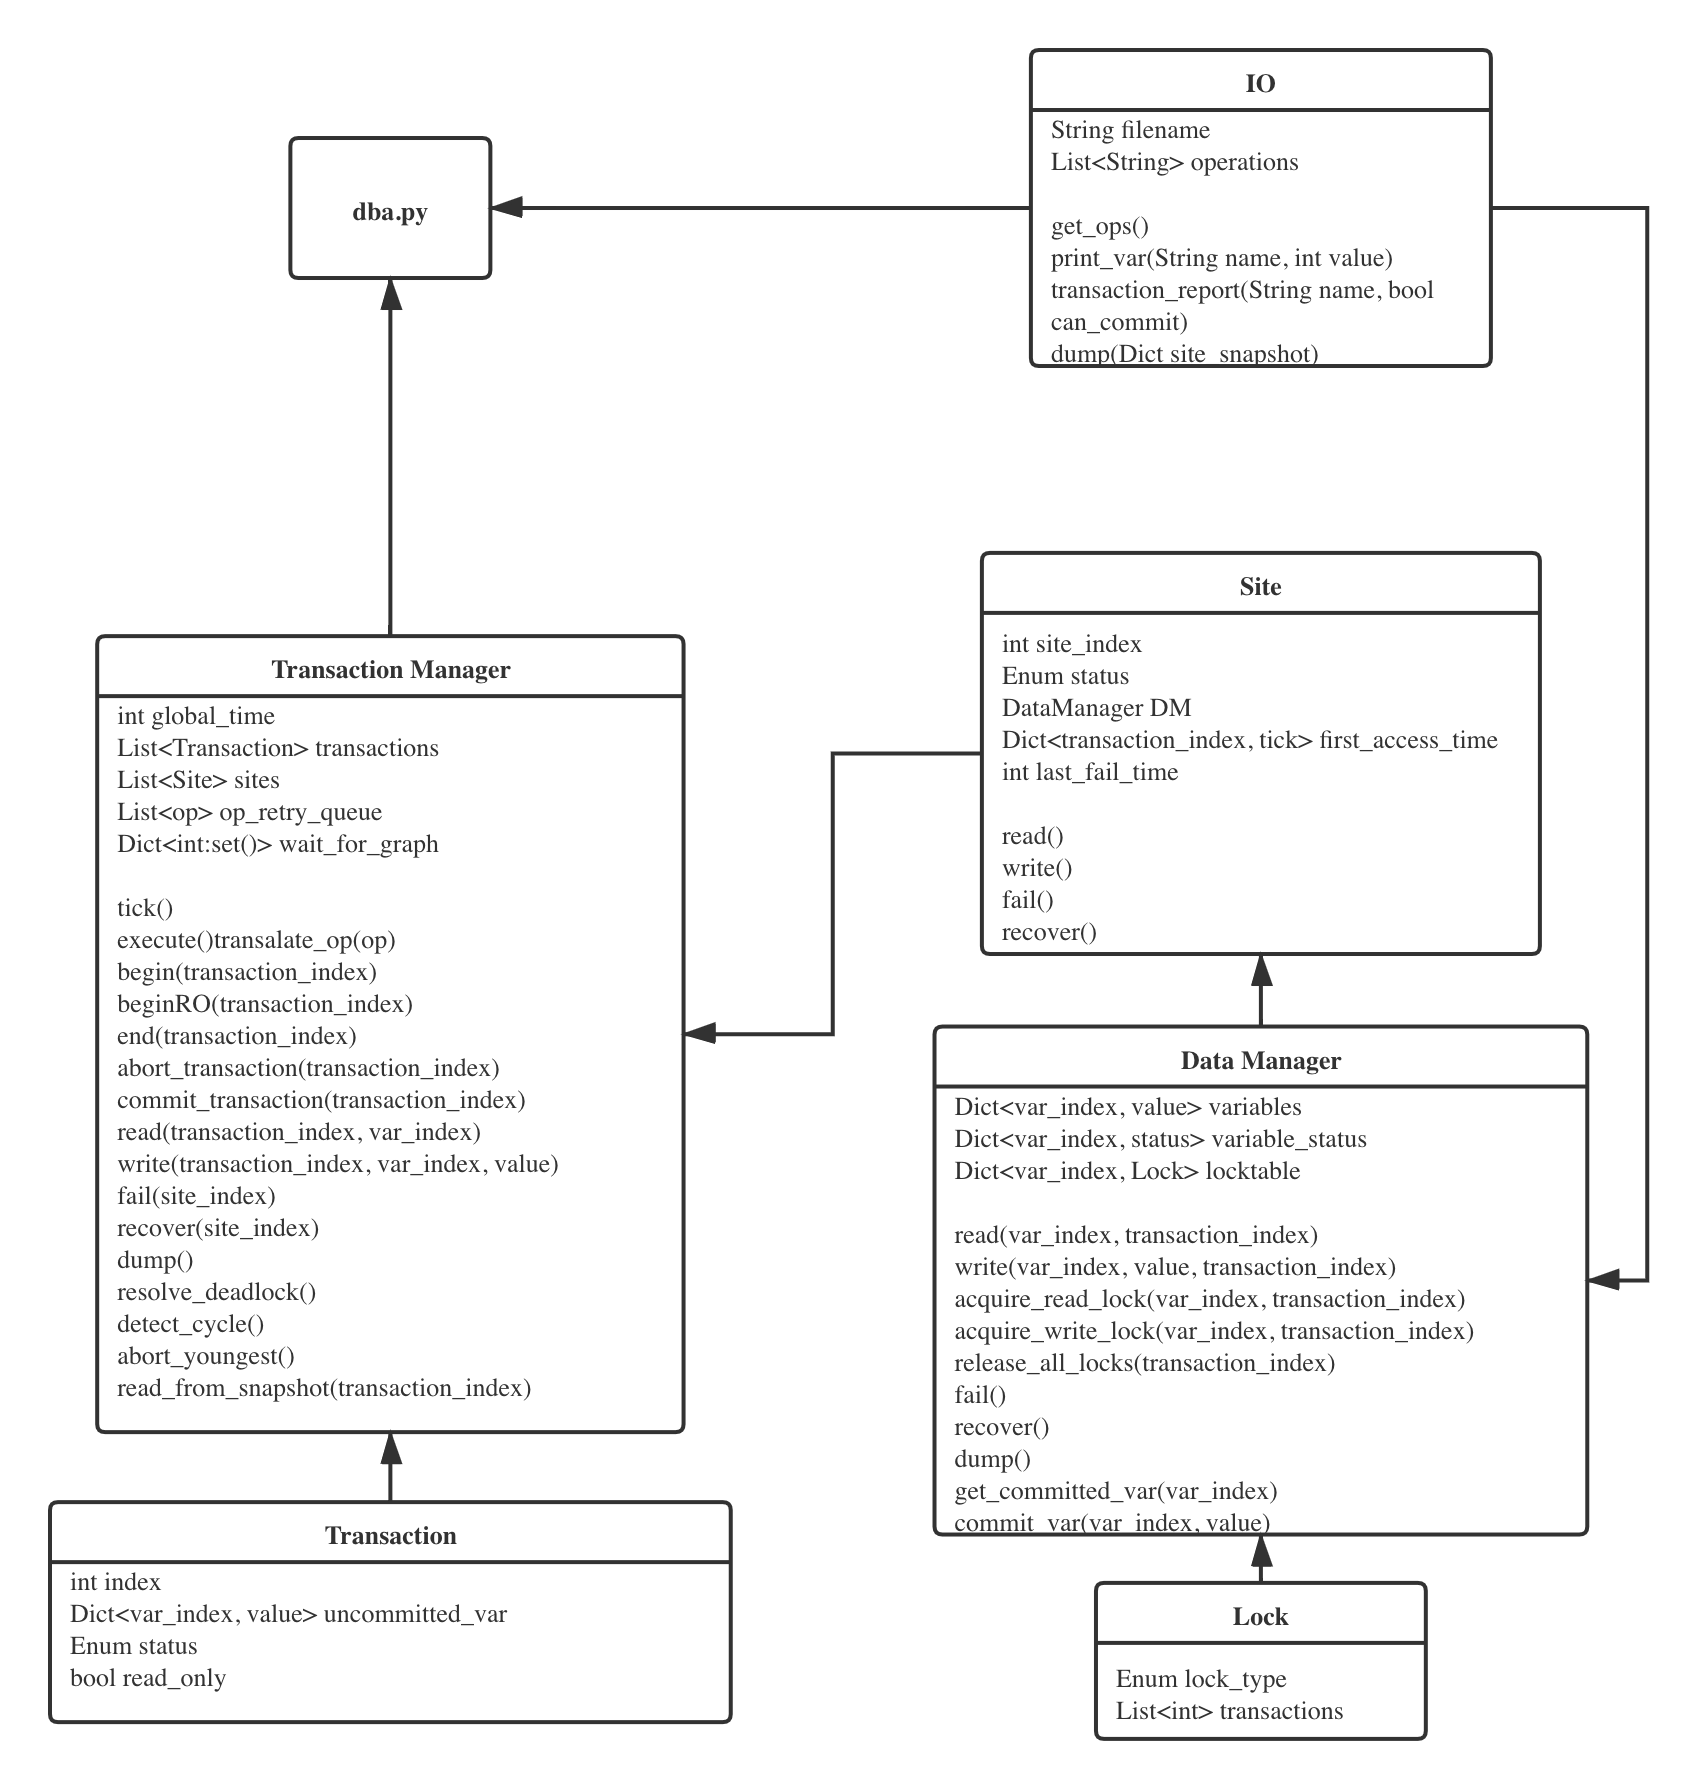 IO
String filename
List<String> operations
get_ops()
print_var(String name, int value)
transaction_report(String name, bool
can_commit)
dump(Dict site_snapshot)
dba.py
Site
int site_index
Enum status
DataManager DM
Dict<transaction_index, tick> first_access_time
int last_fail_time
read()
write()
fail()
recover()
Transaction Manager
int global_time
List<Transaction> transactions
List<Site> sites
List<op> op_retry_queue
Dict<int:set()> wait_for_graph
tick()
execute()transalate_op(op)
begin(transaction_index)
beginRO(transaction_index)
end(transaction_index)
abort_transaction(transaction_index)
commit_transaction(transaction_index)
read(transaction_index, var_index)
write(transaction_index, var_index, value)
fail(site_index)
recover(site_index)
dump()
resolve_deadlock()
detect_cycle()
abort_youngest()
read_from_snapshot(transaction_index)
Data Manager
Dict<var_index, value> variables
Dict<var_index, status> variable_status
Dict<var_index, Lock> locktable
read(var_index, transaction_index)
write(var_index, value, transaction_index)
acquire_read_lock(var_index, transaction_index)
acquire_write_lock(var_index, transaction_index)
release_all_locks(transaction_index)
fail()
recover()
dump()
get_committed_var(var_index)
commit_var(var_index, value)
Transaction
int index
Dict<var_index, value> uncommitted_var
Enum status
bool read_only
Lock
Enum lock_type
List<int> transactions